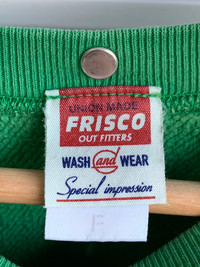 UNION MADE
FRISCO
OUT FITTERS
WASH and WEAR
Special impression
F